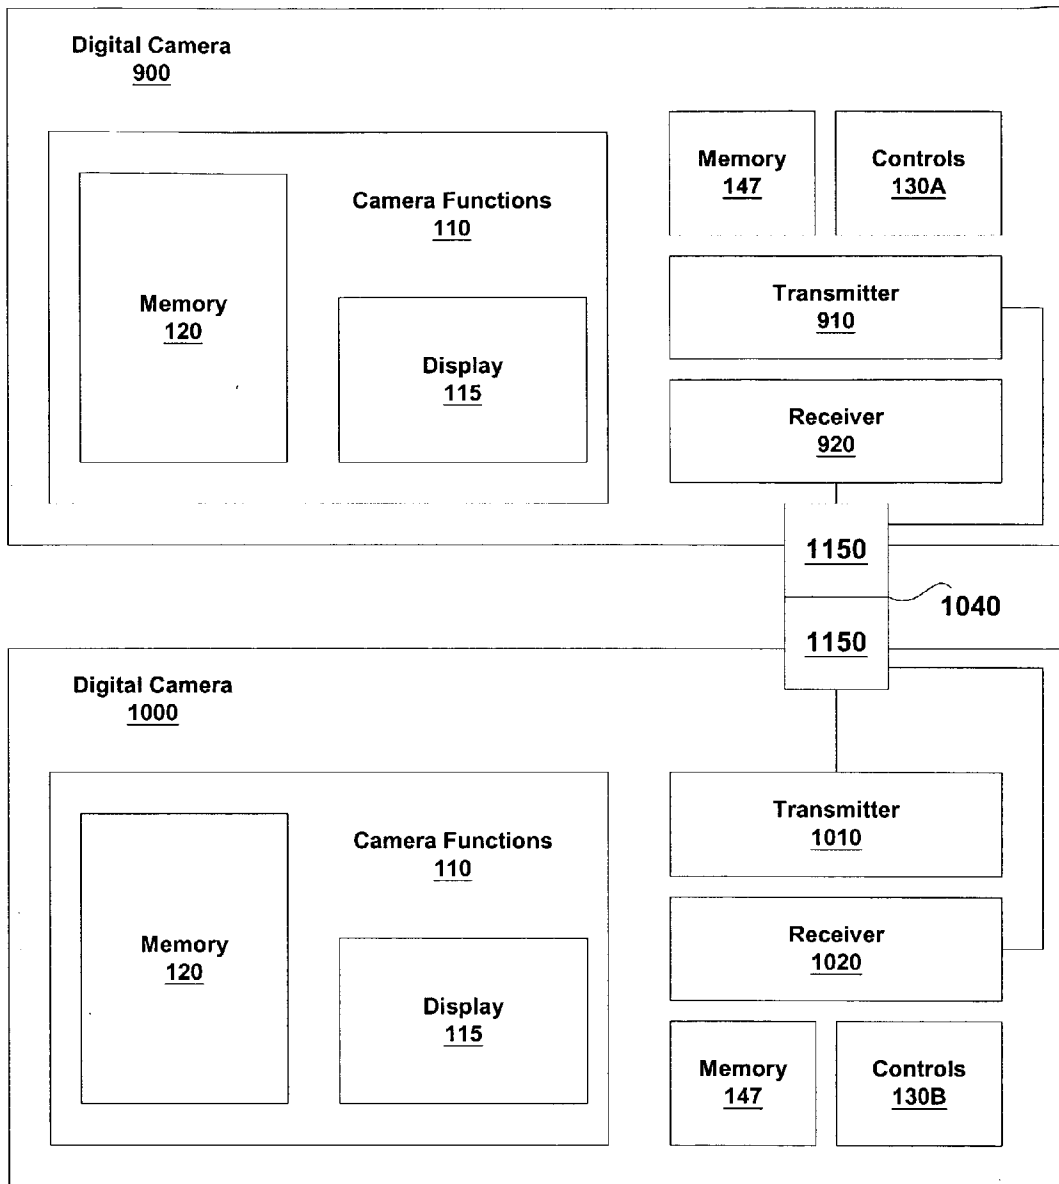 Digital Camera
900
Memory
147
Controls
130A
Camera Functions
110
Memory
120
Display
115
Transmitter
910
Receiver
920
1150
1040
1150
Digital Camera
1000
Camera Functions
110
Memory
120
Display
115
Transmitter
1010
Receiver
1020
Memory
147
Controls
130B